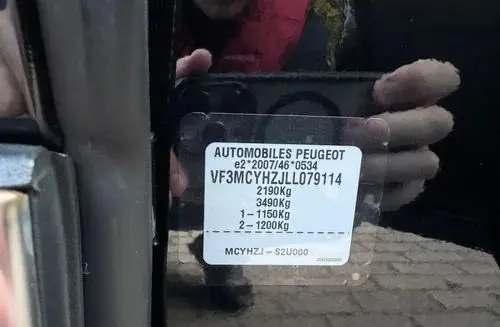 AUTOMOBILES PEUGEOT
e2*2007/46*0534
VF3MCYHZJLL079114
2190Kg
3490Kg
1-1150Kg
2-1200Kg
MCYHZJ-S2U000